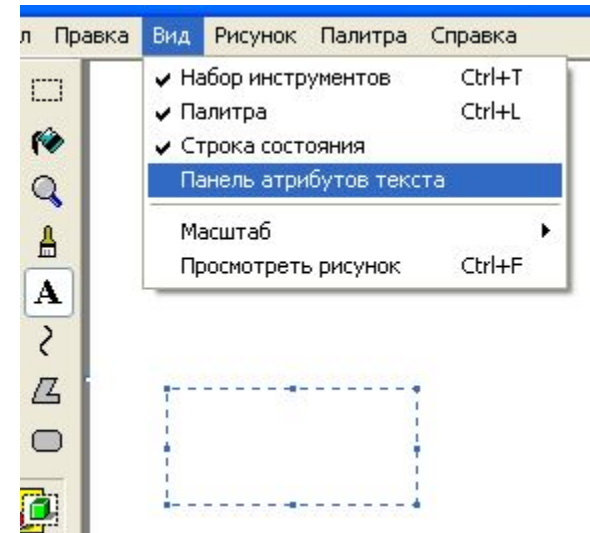 л Правка Вид Рисунок Палитра Справка
Набор инструментов Ctrl+T
Палитра Ctrl+L
Строка состояния
Панель атрибутов текста
Масштаб
Просмотреть рисунок Ctrl+F
A